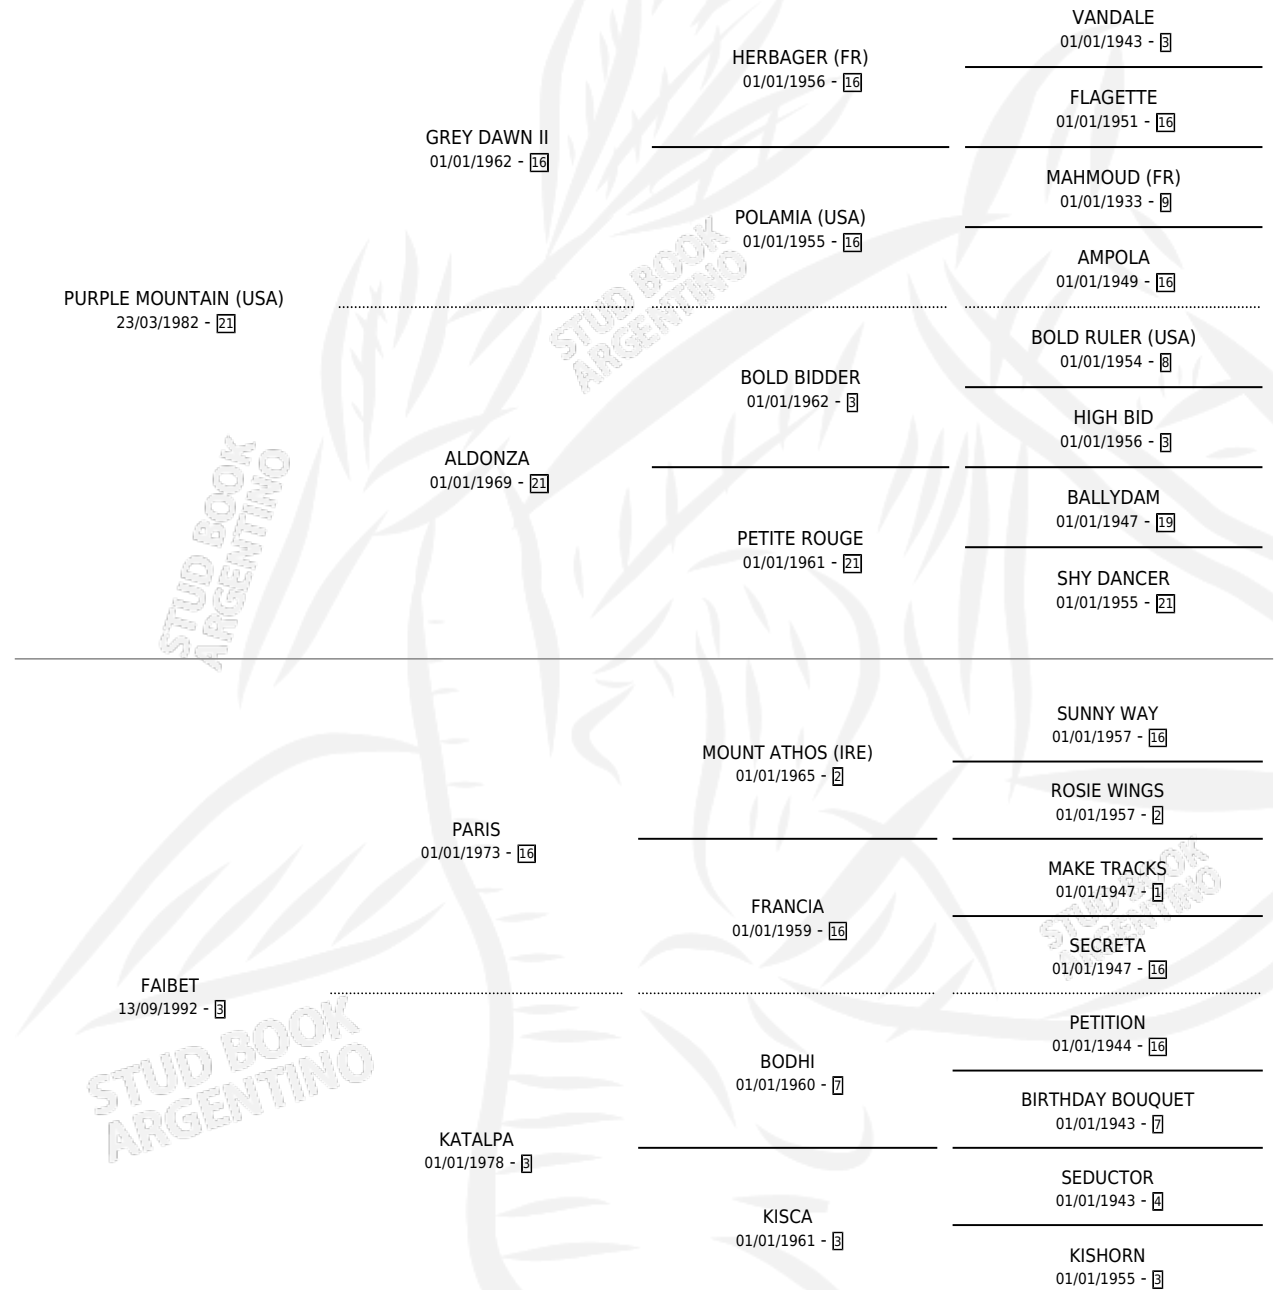 VANDALE
01/01/1943 - 3
HERBAGER (FR)
01/01/1956 - 16
FLAGETTE
01/01/1951 - 16
GREY DAWN II
01/01/1962 - 16
MAHMOUD (FR)
01/01/1933 - 9
POLAMIA (USA)
01/01/1955 - 16
AMPOLA
01/01/1949 - 16
PURPLE MOUNTAIN (USA)
23/03/1982 - 21
BOLD RULER (USA)
01/01/1954 - 8
BOLD BIDDER
01/01/1962 - 3
HIGH BID
01/01/1956 - 3
ALDONZA
01/01/1969 - 21
BALLYDAM
01/01/1947 - 19
PETITE ROUGE
01/01/1961 - 21
SHY DANCER
01/01/1955 - 21
STUD BOOK
ARGENTINO
STUD BOOK
ARGENTINO
SUNNY WAY
01/01/1957 - 16
MOUNT ATHOS (IRE)
01/01/1965 - 2
ROSIE WINGS
01/01/1957 - 2
PARIS
01/01/1973 - 16
MAKE TRACKS
01/01/1947 - 1
FRANCIA
01/01/1959 - 16
SECRETA
01/01/1947 - 16
FAIBET
13/09/1992 - 3
PETITION
01/01/1944 - 16
BODHI
01/01/1960 - 7
BIRTHDAY BOUQUET
01/01/1943 - 7
KATALPA
01/01/1978 - 3
SEDUCTOR
01/01/1943 - 4
KISCA
01/01/1961 - 3
KISHORN
01/01/1955 - 3
STUD BOOK
ARGENTINO
STUD BOOK
ARGENTINO